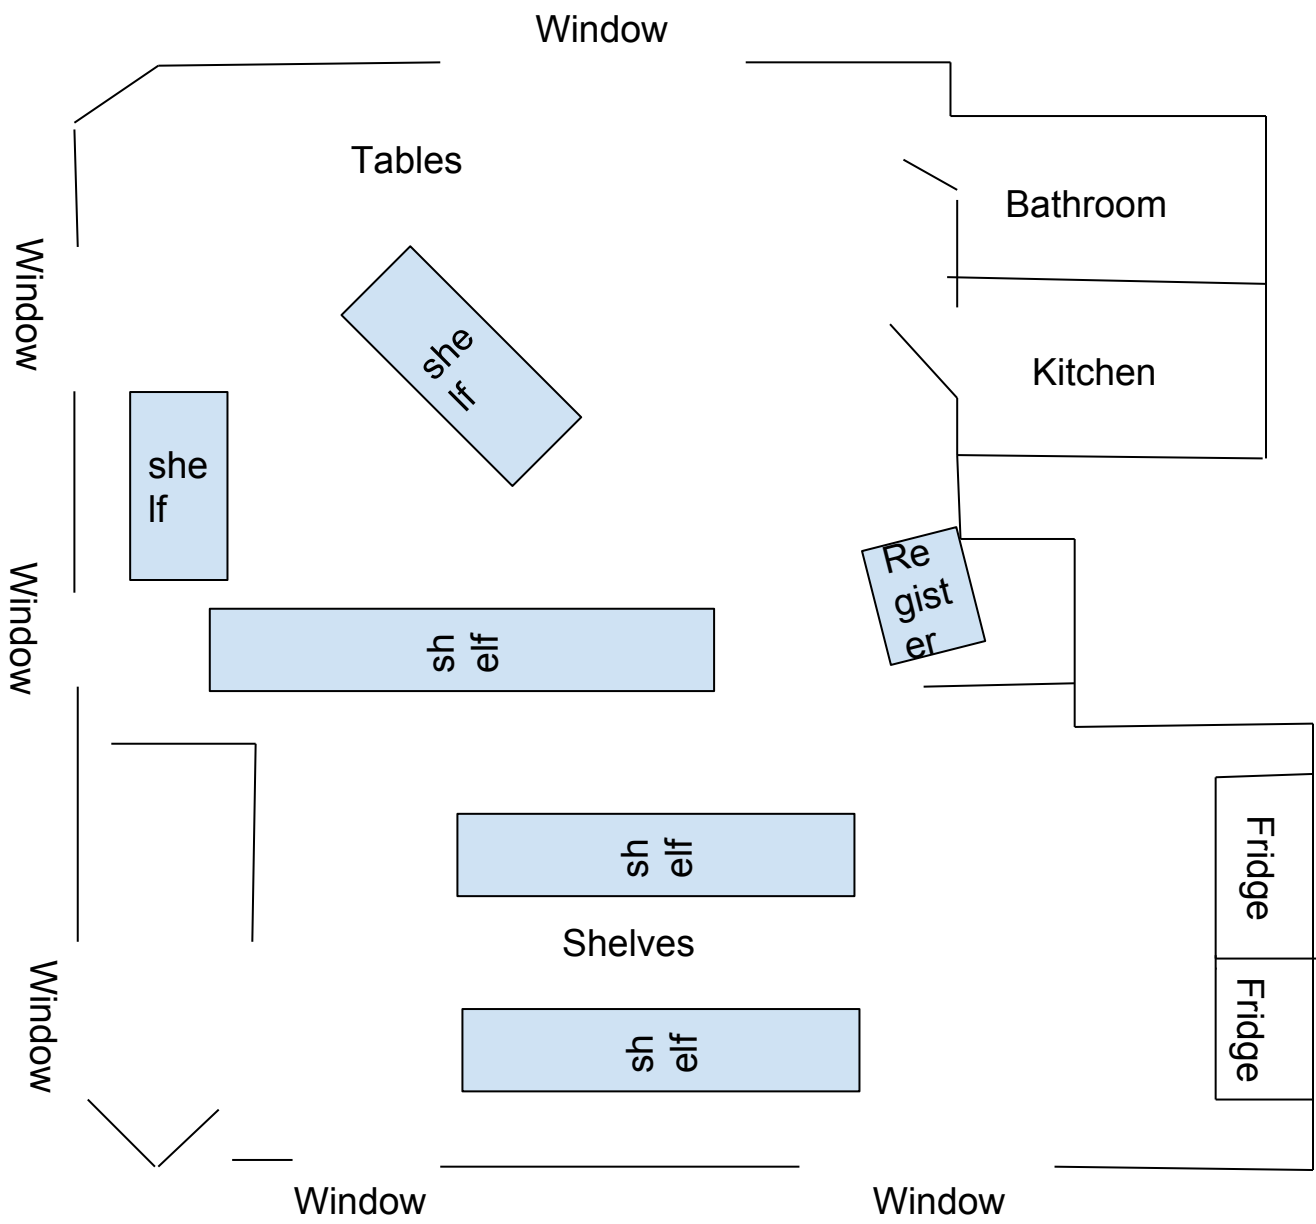 Window
Tables
Bathroom
Window
she
lf
Kitchen
she
lf
Re
gist
er
Window
sh
elf
sh
elf
Fridge
Shelves
Window
Fridge
sh
elf
Window
Window